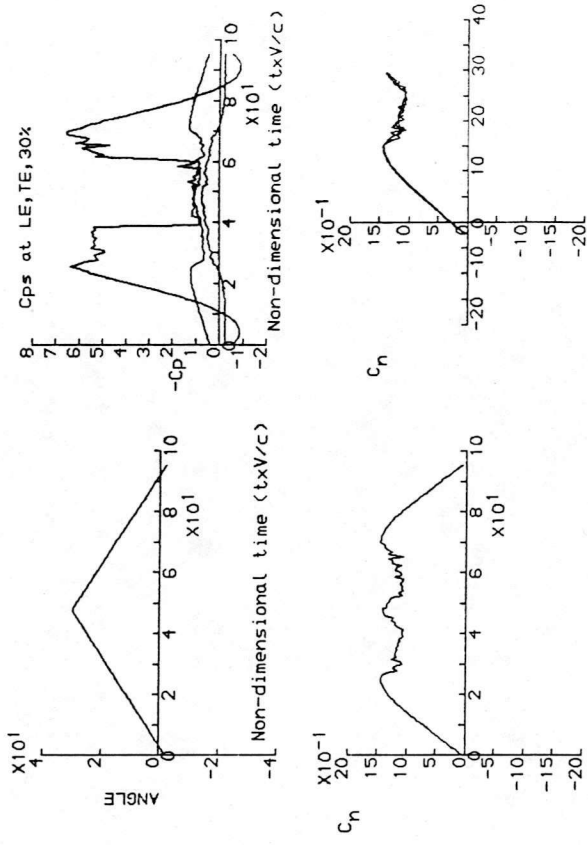 X10¹
4
2
0
-2
-4
ANGLE
2 4 6 8 10
X10¹
Non-dimensional time (txV/c)
Cps at LE,TE,30%
8
7
6
5
4
3
2
1
0
-1
-2
-Cp
0 2 4 6 8 10
X10¹
Non-dimensional time (txV/c)
X10⁻¹
20
15
10
5
0
-5
-10
-15
-20
Cn
0 2 4 6 8 10
X10¹
X10⁻¹
20
15
10
5
0
-5
-10
-15
-20
Cn
-20 -10 0 10 20 30 40